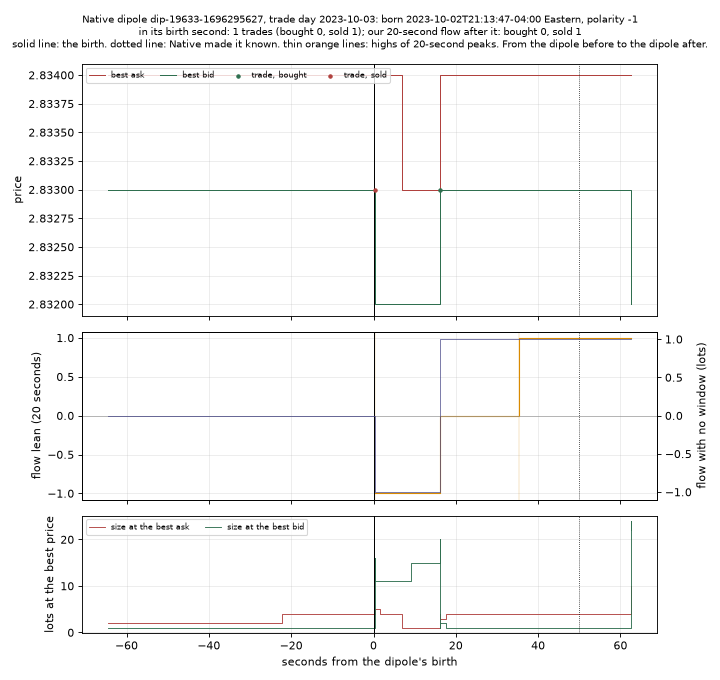 Native dipole dip-19633-1696295627, trade day 2023-10-03: born 2023-10-02T21:13:47-04:00 Eastern, polarity -1
in its birth second: 1 trades (bought 0, sold 1); our 20-second flow after it: bought 0, sold 1
solid line: the birth. dotted line: Native made it known. thin orange lines: highs of 20-second peaks. From the dipole before to the dipole after.
best ask best bid trade, bought trade, sold
2.83400
2.83375
2.83350
2.83325
2.83300
2.83275
2.83250
2.83225
2.83200
price
1.0
0.5
0.0
−0.5
−1.0
flow lean (20 seconds)
1.0
0.5
0.0
−0.5
−1.0
flow with no window (lots)
size at the best ask size at the best bid
20
10
0
lots at the best price
−60 −40 −20 0 20 40 60
seconds from the dipole's birth